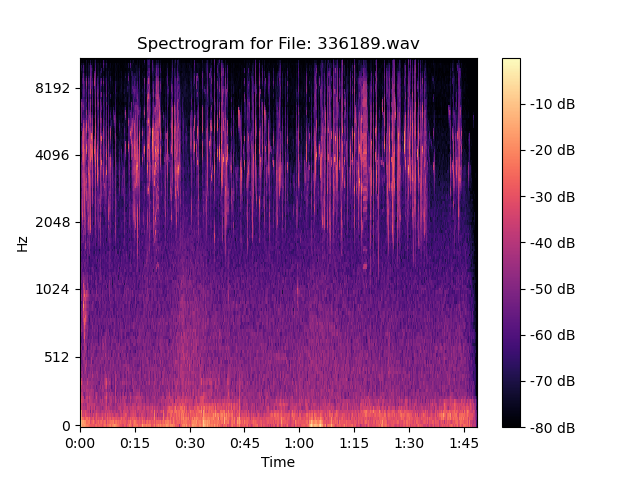 Spectrogram for File: 336189.wav
8192
4096
2048
1024
512
0
Hz
0:00 0:15 0:30 0:45 1:00 1:15 1:30 1:45
Time
-10 dB
-20 dB
-30 dB
-40 dB
-50 dB
-60 dB
-70 dB
-80 dB